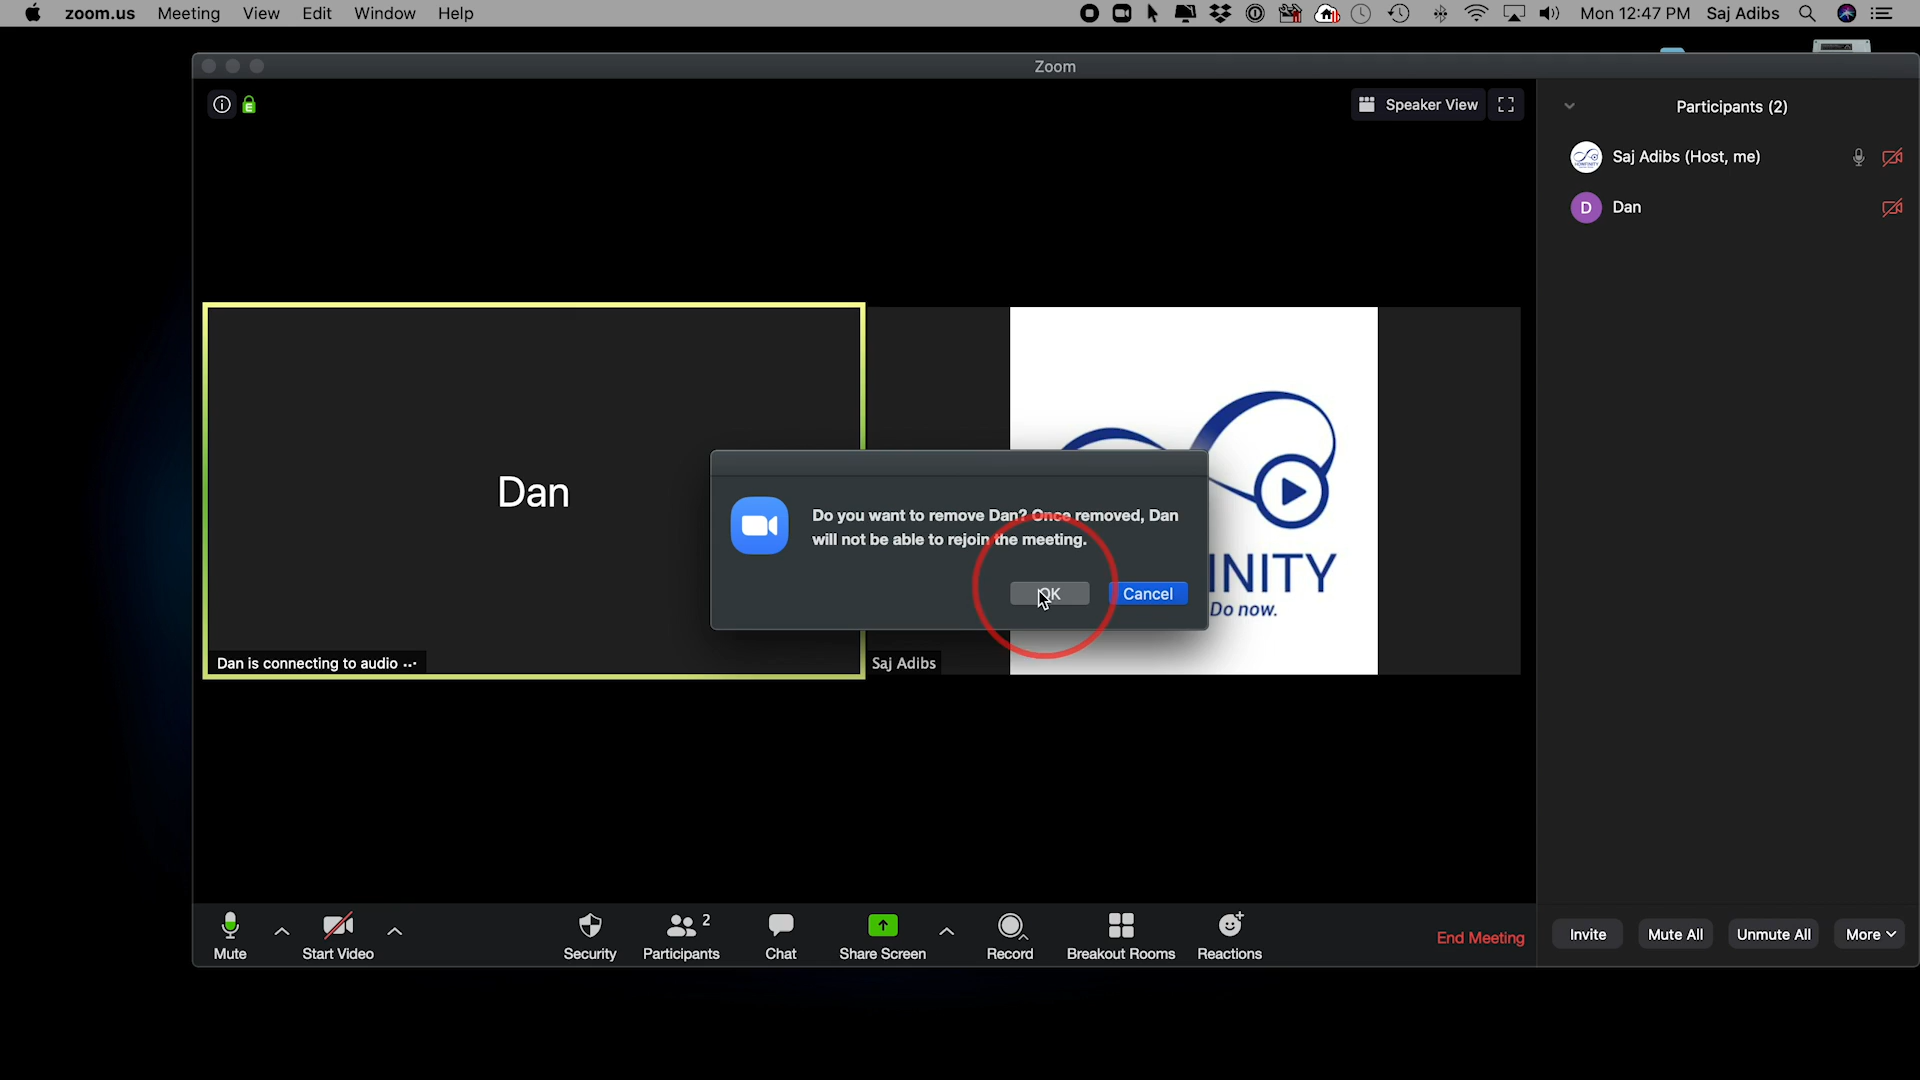 zoom.us Meeting View Edit Window Help
Mon 12:47 PM Saj Adibs
Zoom
Speaker View
Participants (2)
Saj Adibs (Host, me)
D Dan
Dan
Do you want to remove Dan? Once removed, Dan
will not be able to rejoin the meeting.
OK Cancel
INITY
Do now.
Dan is connecting to audio
Saj Adibs
2
Mute Start Video Security Participants Chat Share Screen Record Breakout Rooms Reactions
End Meeting
Invite Mute All Unmute All More